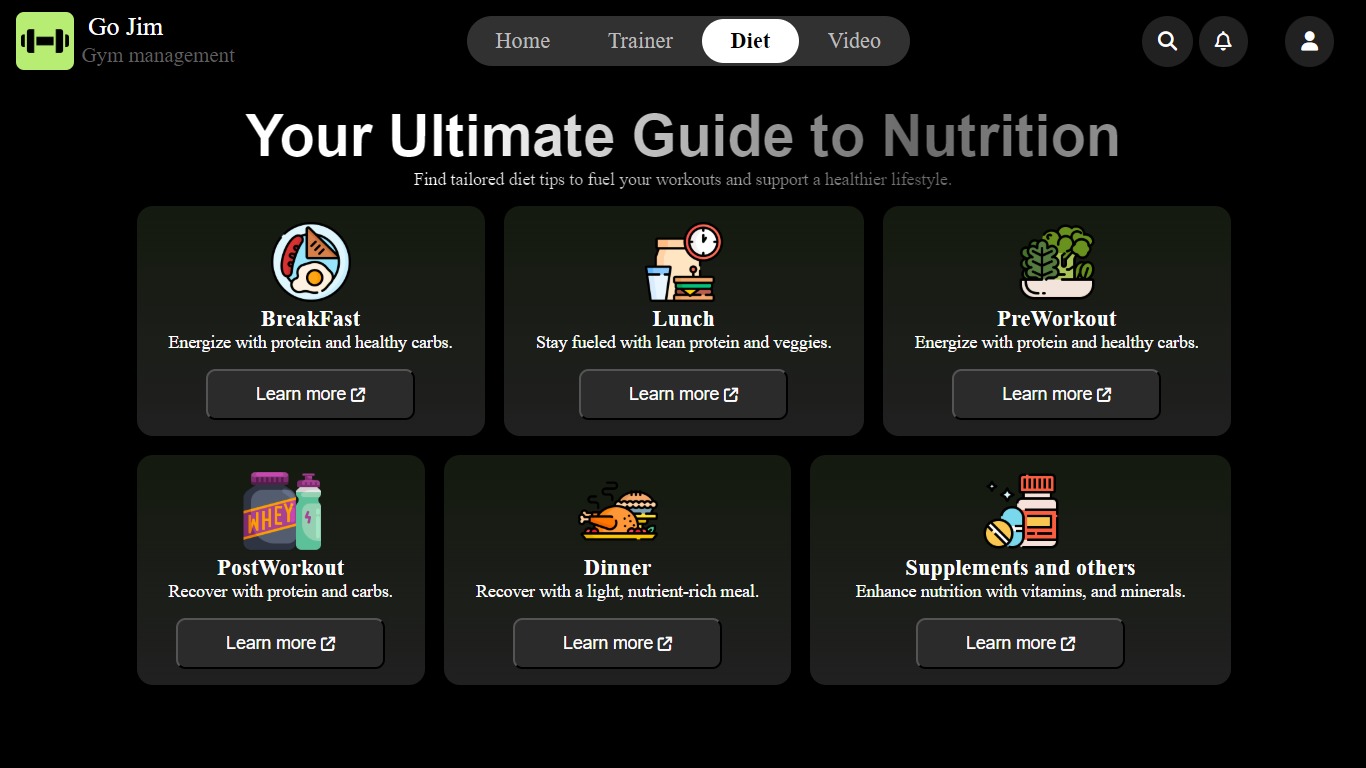 Go Jim
Gym management
Home
Trainer
Diet
Video
Your Ultimate Guide to Nutrition
Find tailored diet tips to fuel your workouts and support a healthier lifestyle.
BreakFast
Energize with protein and healthy carbs.
Learn more
Lunch
Stay fueled with lean protein and veggies.
Learn more
PreWorkout
Energize with protein and healthy carbs.
Learn more
WHEY
PostWorkout
Recover with protein and carbs.
Learn more
Dinner
Recover with a light, nutrient-rich meal.
Learn more
Supplements and others
Enhance nutrition with vitamins, and minerals.
Learn more